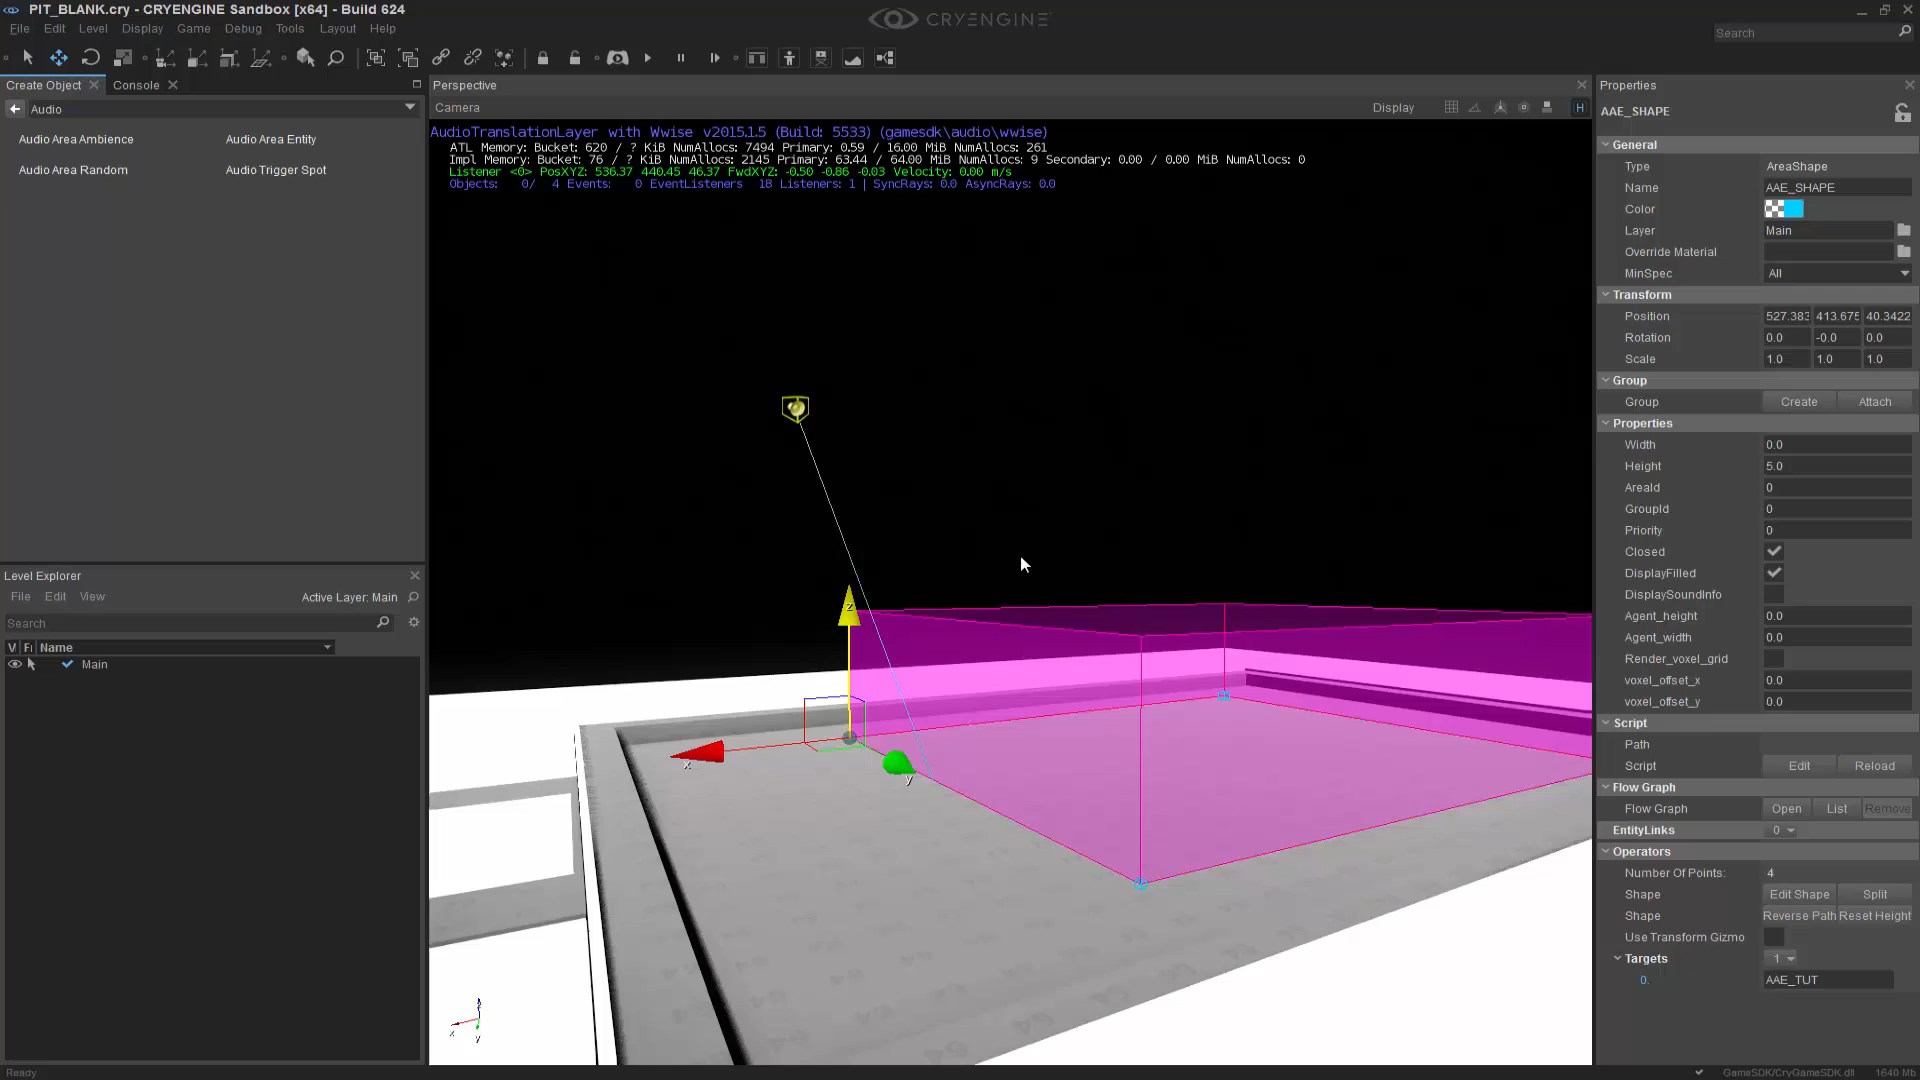 PIT_BLANK.cry - CRYENGINE Sandbox [x64] - Build 624
CRYENGINE
File Edit Level Display Game Debug Tools Layout Help
Search
Create Object
Console
Audio
Audio Area Ambience
Audio Area Entity
Audio Area Random
Audio Trigger Spot
Level Explorer
File Edit View
Active Layer: Main
Search
V Fi Name
Main
Perspective
Camera
Display
H
AudioTranslationLayer with Wwise v2015.1.5 (Build: 5533) (gamesdk\audio\wwise)
ATL Memory: Bucket: 620 / ? KiB NumAllocs: 7494 Primary: 0.59 / 16.00 MiB NumAllocs: 261
Impl Memory: Bucket: 76 / ? KiB NumAllocs: 2145 Primary: 63.44 / 64.00 MiB NumAllocs: 9 Secondary: 0.00 / 0.00 MiB NumAllocs: 0
Listener <0> PosXYZ: 536.37 440.45 46.37 FwdXYZ: -0.50 -0.86 -0.03 Velocity: 0.00 m/s
Objects: 0/ 4 Events: 0 EventListeners 18 Listeners: 1 | SyncRays: 0.0 AsyncRays: 0.0
z
x
y
z
x
y
Properties
AAE_SHAPE
General
Type AreaShape
Name AAE_SHAPE
Color
Layer Main
Override Material
MinSpec All
Transform
Position 527.383 413.675 40.3422
Rotation 0.0 -0.0 0.0
Scale 1.0 1.0 1.0
Group
Group Create Attach
Properties
Width 0.0
Height 5.0
AreaId 0
GroupId 0
Priority 0
Closed
DisplayFilled
DisplaySoundInfo
Agent_height 0.0
Agent_width 0.0
Render_voxel_grid
voxel_offset_x 0.0
voxel_offset_y 0.0
Script
Path
Script Edit Reload
Flow Graph
Flow Graph Open List Remove
EntityLinks 0
Operators
Number Of Points: 4
Shape Edit Shape Split
Shape Reverse Path Reset Height
Use Transform Gizmo
Targets 1
0. AAE_TUT
Ready
GameSDK/CryGameSDK.dll 1640 Mb